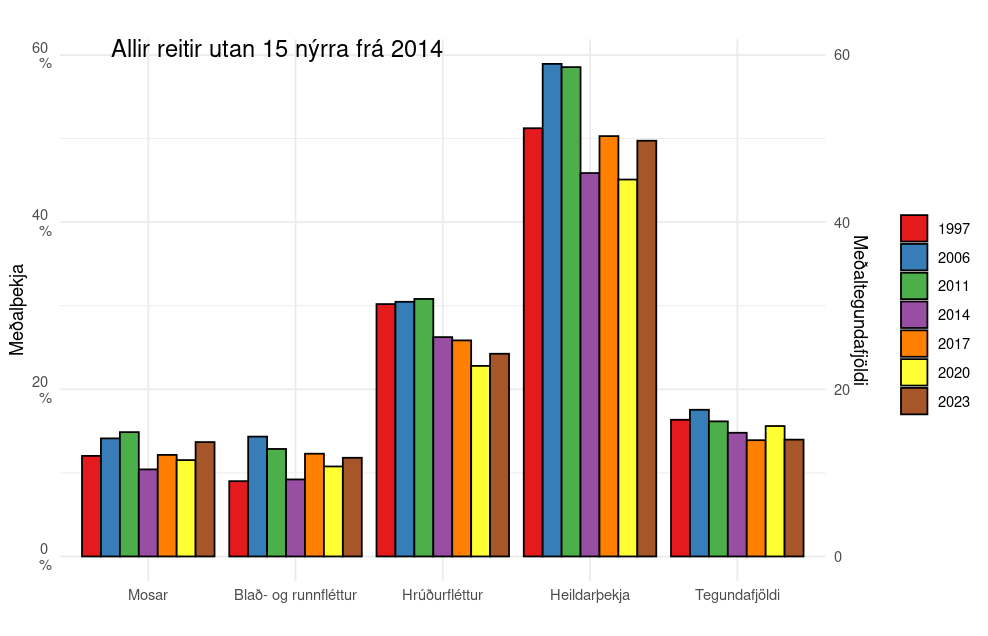 Allir reitir utan 15 nýrra frá 2014
60
%
40
%
20
%
0
%
Meðalþekja
60
40
20
0
Meðaltegundafjöldi
Mosar
Blað- og runnfléttur
Hrúðurfléttur
Heildarþekja
Tegundafjöldi
1997
2006
2011
2014
2017
2020
2023